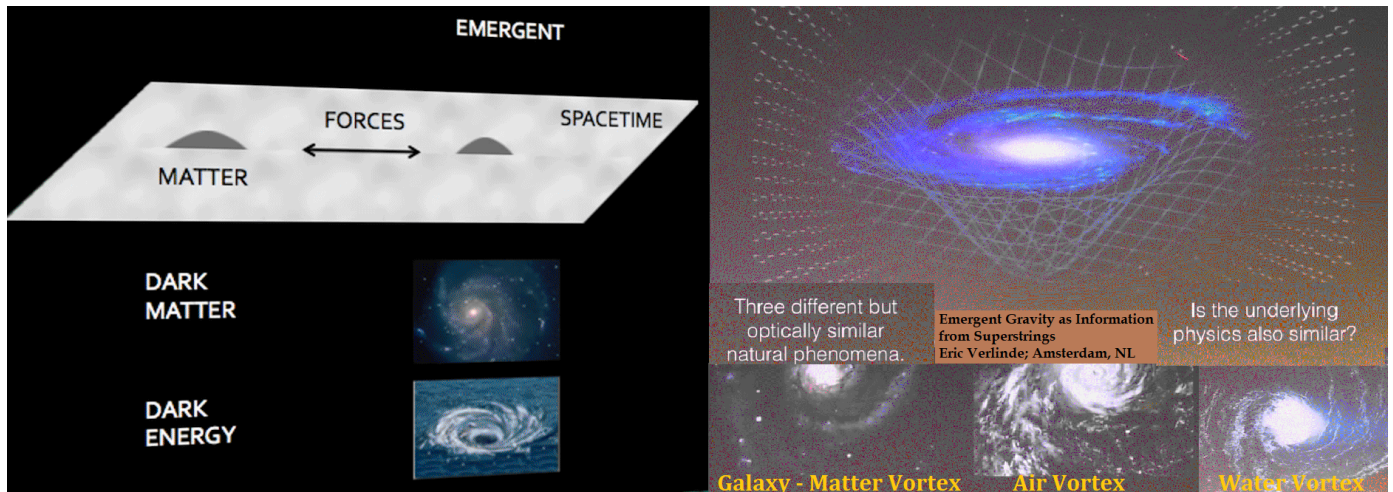 EMERGENT
FORCES
SPACETIME
MATTER
DARK
MATTER
DARK
ENERGY
Three different but
optically similar
natural phenomena.
Emergent Gravity as Information
from Superstrings
Eric Verlinde; Amsterdam, NL
Is the underlying
physics also similar?
Galaxy - Matter Vortex
Air Vortex
Water Vortex